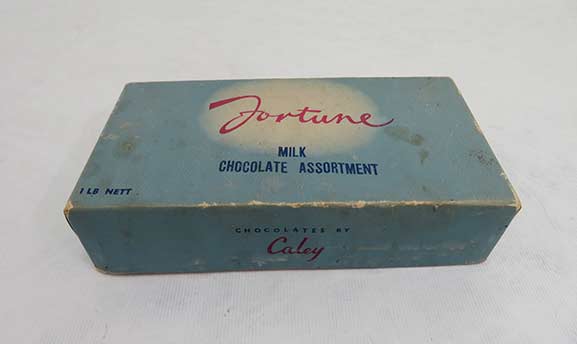 Fortune
MILK
CHOCOLATE ASSORTMENT
1 LB NETT
CHOCOLATES BY
Caley